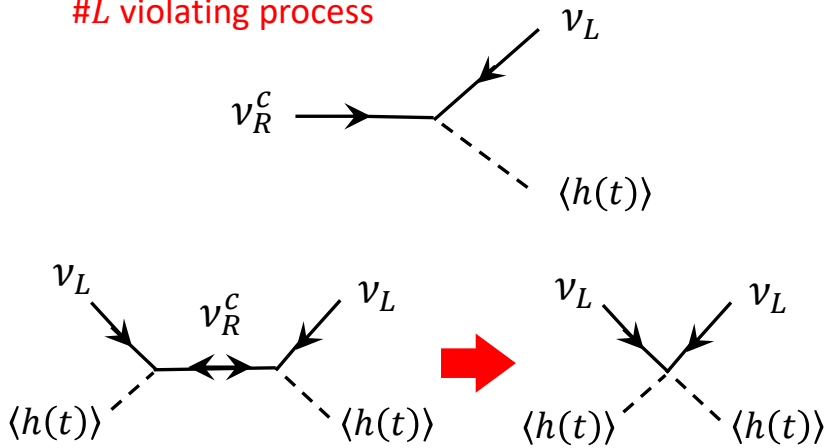 #L violating process
ν_L
ν_R^c
⟨h(t)⟩
ν_L
ν_R^c
ν_L
ν_L
ν_L
⟨h(t)⟩
⟨h(t)⟩
⟨h(t)⟩
⟨h(t)⟩